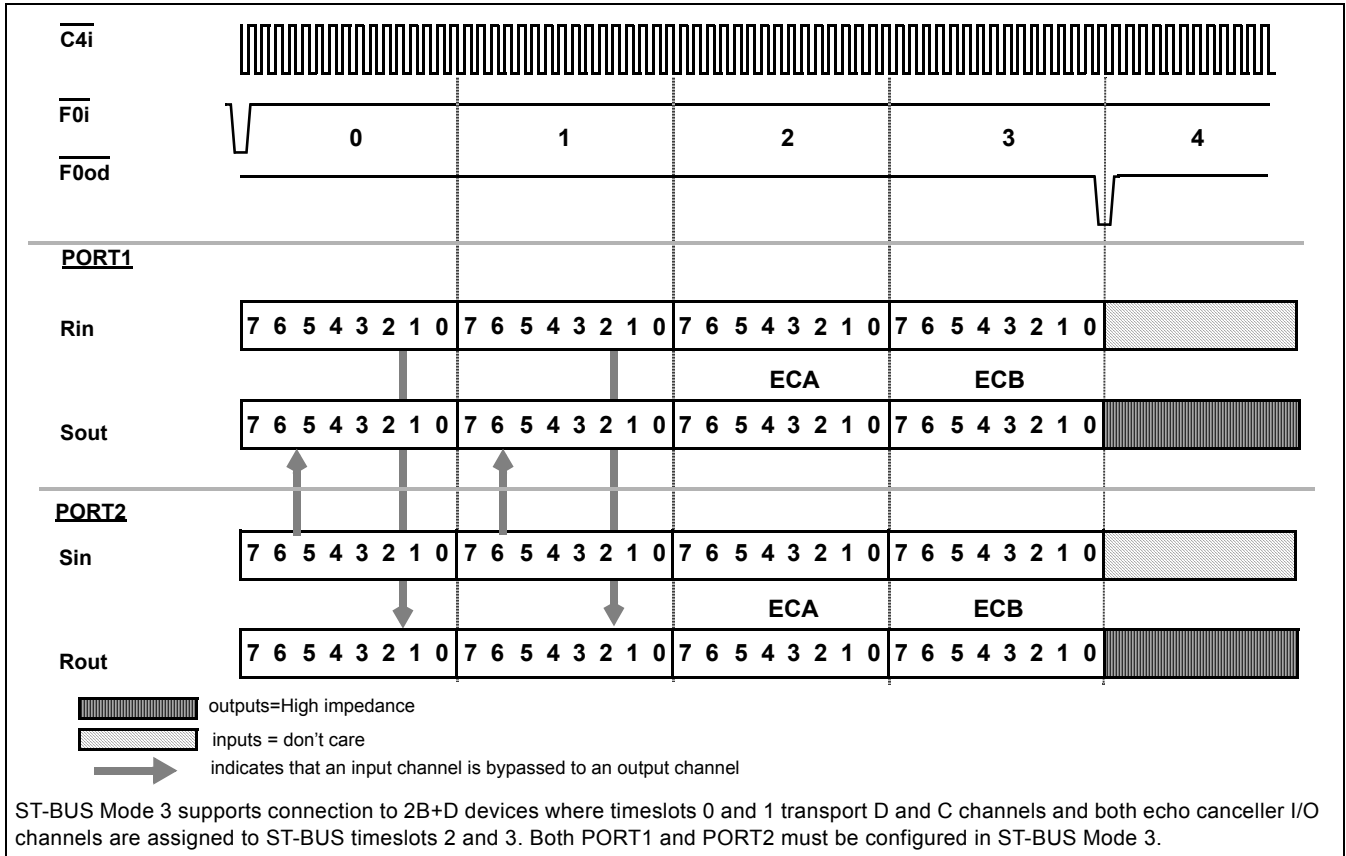 C4i
F0i
0 1 2 3 4
F0od
PORT1
Rin 7 6 5 4 3 2 1 0 7 6 5 4 3 2 1 0 7 6 5 4 3 2 1 0 7 6 5 4 3 2 1 0
ECA ECB
Sout 7 6 5 4 3 2 1 0 7 6 5 4 3 2 1 0 7 6 5 4 3 2 1 0 7 6 5 4 3 2 1 0
PORT2
Sin 7 6 5 4 3 2 1 0 7 6 5 4 3 2 1 0 7 6 5 4 3 2 1 0 7 6 5 4 3 2 1 0
ECA ECB
Rout 7 6 5 4 3 2 1 0 7 6 5 4 3 2 1 0 7 6 5 4 3 2 1 0 7 6 5 4 3 2 1 0
outputs=High impedance
inputs = don't care
indicates that an input channel is bypassed to an output channel
ST-BUS Mode 3 supports connection to 2B+D devices where timeslots 0 and 1 transport D and C channels and both echo canceller I/O
channels are assigned to ST-BUS timeslots 2 and 3. Both PORT1 and PORT2 must be configured in ST-BUS Mode 3.